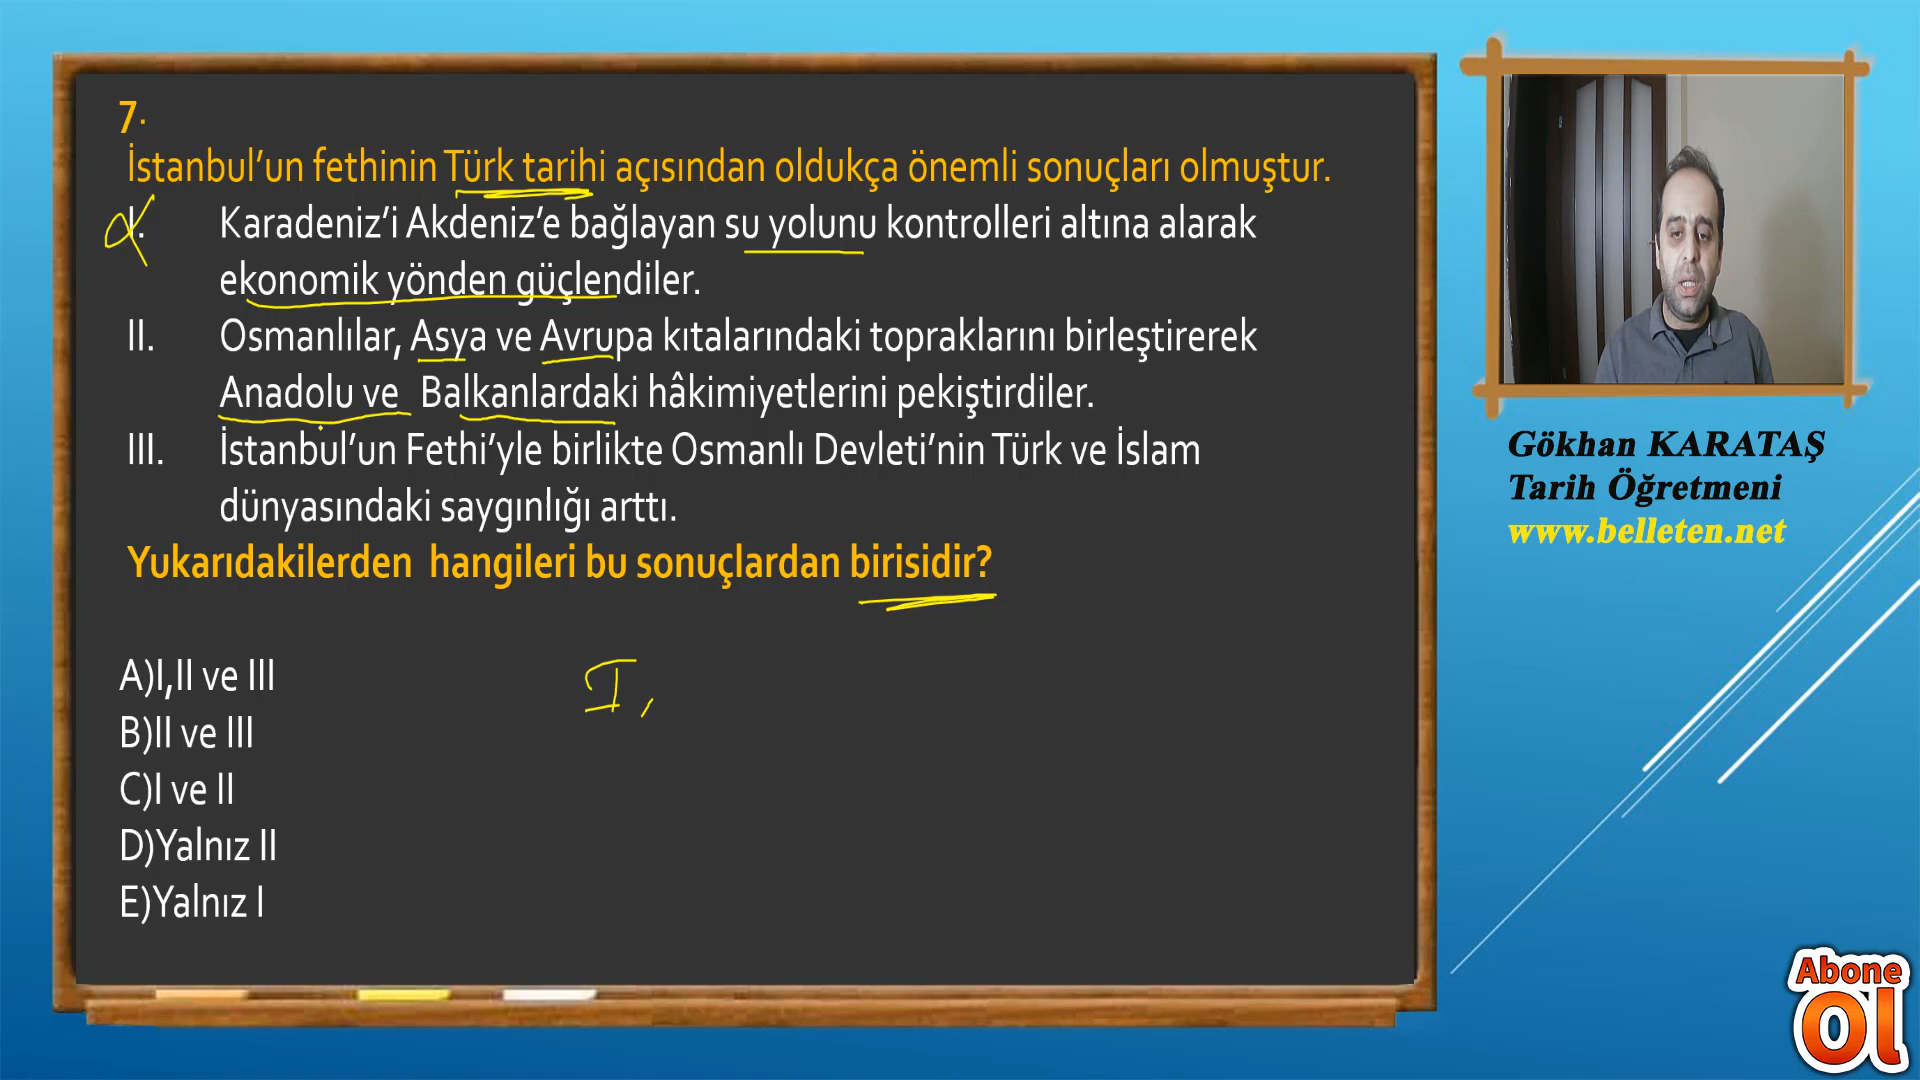 7.
İstanbul’un fethinin Türk tarihi açısından oldukça önemli sonuçları olmuştur.
I. Karadeniz’i Akdeniz’e bağlayan su yolunu kontrolleri altına alarak
ekonomik yönden güçlendiler.
II. Osmanlılar, Asya ve Avrupa kıtalarındaki topraklarını birleştirerek
Anadolu ve Balkanlardaki hâkimiyetlerini pekiştirdiler.
III. İstanbul’un Fethi’yle birlikte Osmanlı Devleti’nin Türk ve İslam
dünyasındaki saygınlığı arttı.
Yukarıdakilerden hangileri bu sonuçlardan birisidir?
A)I,II ve III
B)II ve III
C)I ve II
D)Yalnız II
E)Yalnız I
I,
Gökhan KARATAŞ
Tarih Öğretmeni
www.belleten.net
Abone
Ol